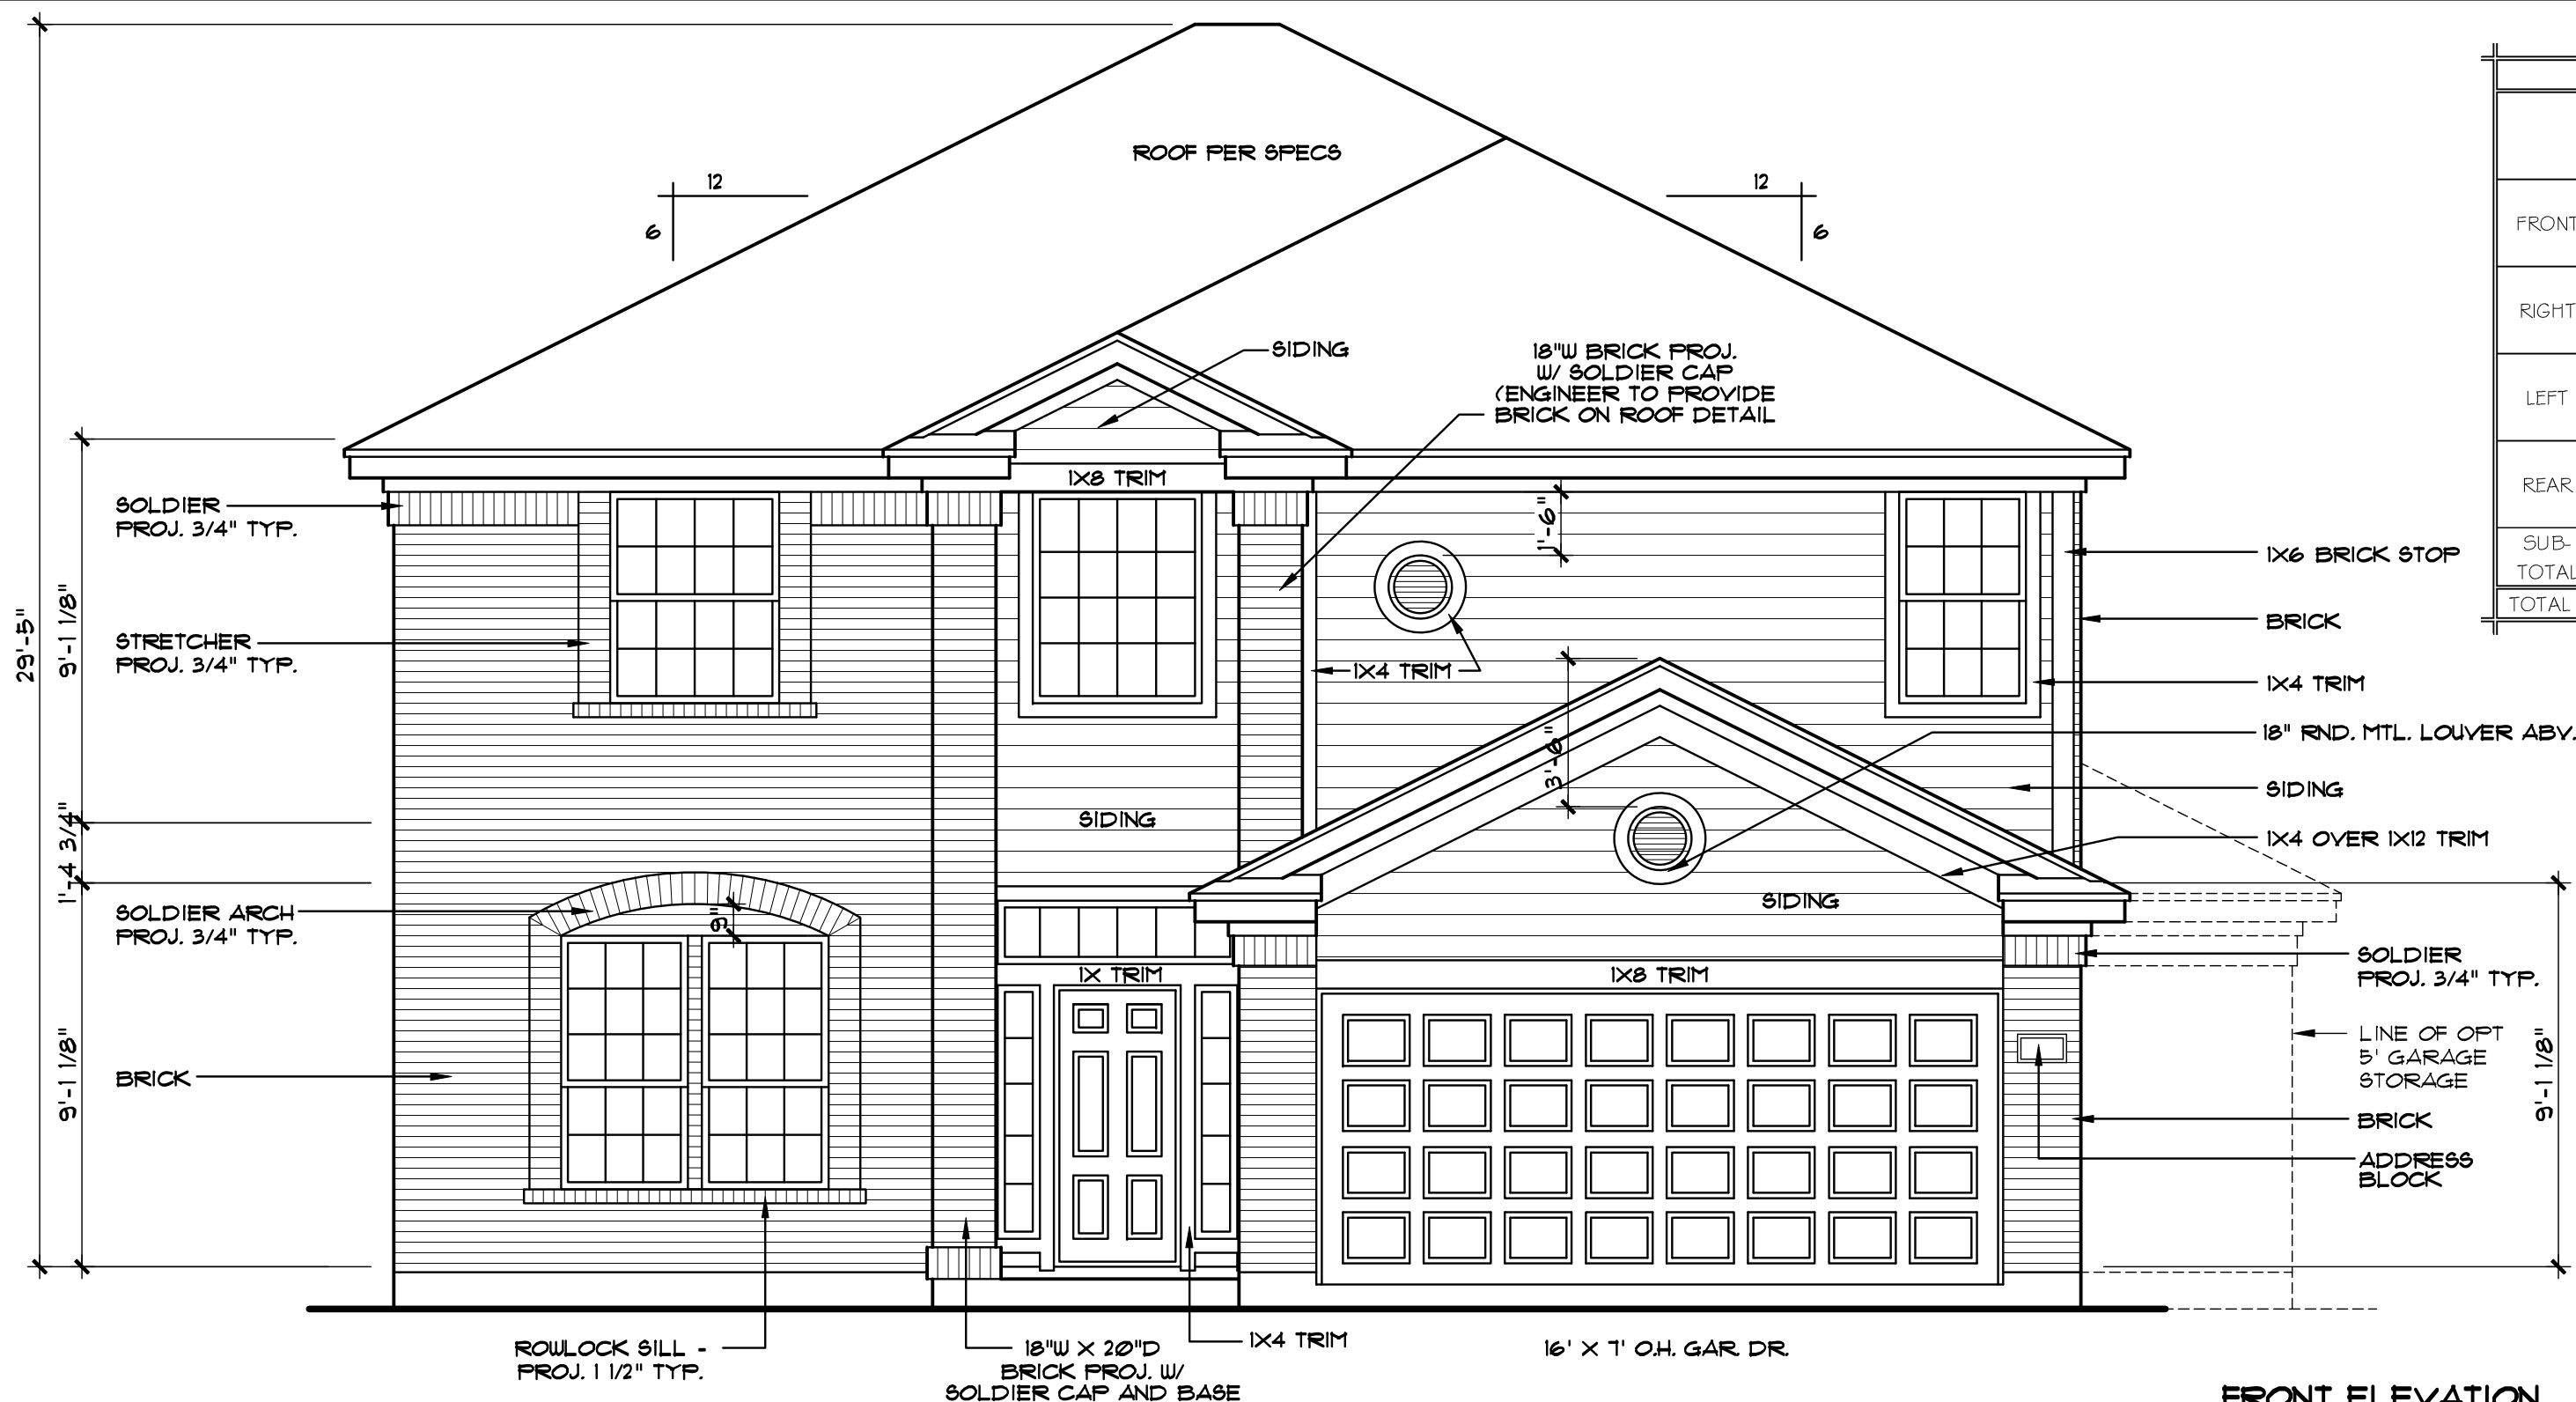 ROOF PER SPECS
12
6
12
6
SIDING
18"W BRICK PROJ.
W/ SOLDIER CAP
(ENGINEER TO PROVIDE
BRICK ON ROOF DETAIL
1X8 TRIM
SOLDIER
PROJ. 3/4" TYP.
STRETCHER
PROJ. 3/4" TYP.
29'-5"
9'-1 1/8"
1'-4 3/4"
9'-1 1/8"
SOLDIER ARCH
PROJ. 3/4" TYP.
BRICK
9"
SIDING
1X TRIM
1'-6"
1X4 TRIM
3'-6"
SIDING
1X8 TRIM
1X6 BRICK STOP
BRICK
1X4 TRIM
18" RND. MTL. LOUVER ABV.
SIDING
1X4 OVER 1X12 TRIM
SOLDIER
PROJ. 3/4" TYP.
LINE OF OPT
5' GARAGE
STORAGE
BRICK
ADDRESS
BLOCK
9'-1 1/8"
FRONT
RIGHT
LEFT
REAR
SUB-
TOTAL
TOTAL
ROWLOCK SILL -
PROJ. 1 1/2" TYP.
18"W X 20"D
BRICK PROJ. W/
SOLDIER CAP AND BASE
1X4 TRIM
16' X 7' O.H. GAR. DR.
FRONT ELEVATION